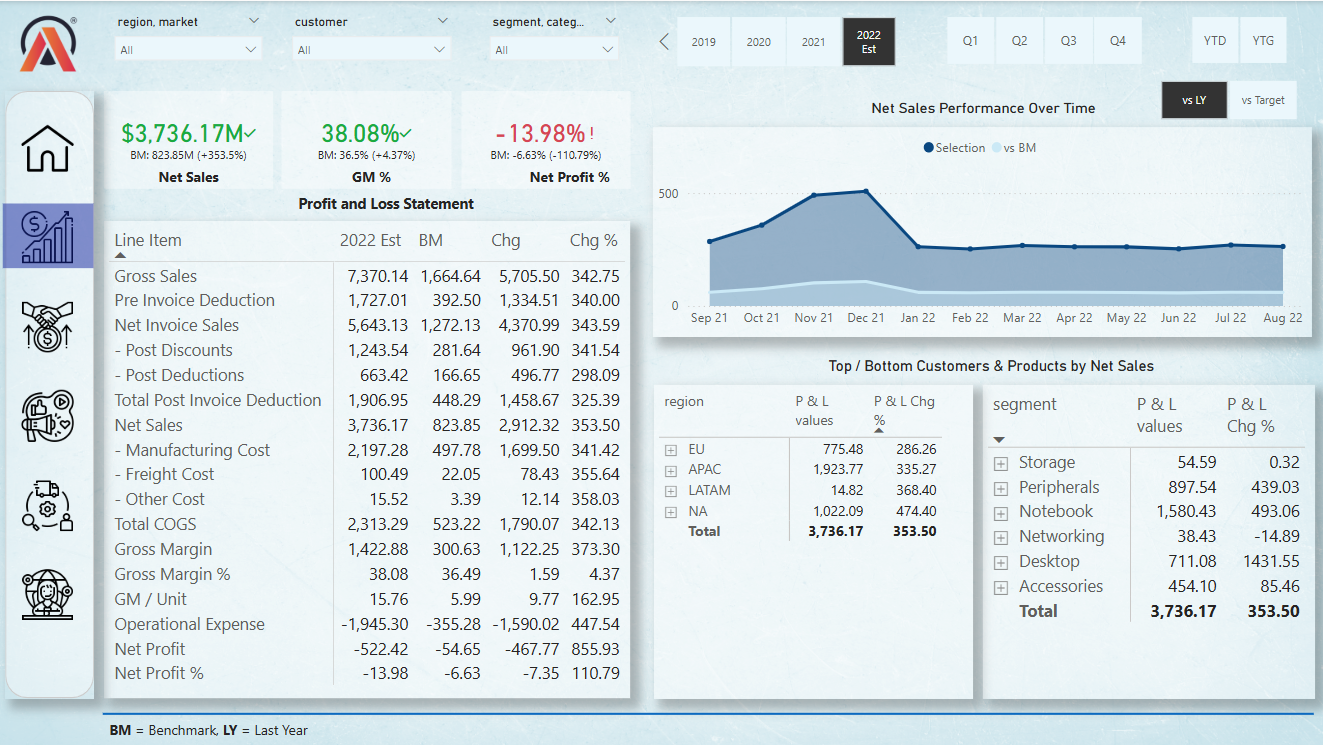 ®
region, market customer segment, categ...
All All All
2019 2020 2021 2022 Est Q1 Q2 Q3 Q4 YTD YTG
vs LY vs Target
$3,736.17M 38.08% -13.98% !
BM: 823.85M (+353.5%) BM: 36.5% (+4.37%) BM: -6.63% (-110.79%)
Net Sales GM % Net Profit %
Profit and Loss Statement
Line Item 2022 Est BM Chg Chg %
Gross Sales 7,370.14 1,664.64 5,705.50 342.75
Pre Invoice Deduction 1,727.01 392.50 1,334.51 340.00
Net Invoice Sales 5,643.13 1,272.13 4,370.99 343.59
- Post Discounts 1,243.54 281.64 961.90 341.54
- Post Deductions 663.42 166.65 496.77 298.09
Total Post Invoice Deduction 1,906.95 448.29 1,458.67 325.39
Net Sales 3,736.17 823.85 2,912.32 353.50
- Manufacturing Cost 2,197.28 497.78 1,699.50 341.42
- Freight Cost 100.49 22.05 78.43 355.64
- Other Cost 15.52 3.39 12.14 358.03
Total COGS 2,313.29 523.22 1,790.07 342.13
Gross Margin 1,422.88 300.63 1,122.25 373.30
Gross Margin % 38.08 36.49 1.59 4.37
GM / Unit 15.76 5.99 9.77 162.95
Operational Expense -1,945.30 -355.28 -1,590.02 447.54
Net Profit -522.42 -54.65 -467.77 855.93
Net Profit % -13.98 -6.63 -7.35 110.79
Net Sales Performance Over Time
Selection vs BM
500
0
Sep 21 Oct 21 Nov 21 Dec 21 Jan 22 Feb 22 Mar 22 Apr 22 May 22 Jun 22 Jul 22 Aug 22
Top / Bottom Customers & Products by Net Sales
region P & L values P & L Chg %
EU 775.48 286.26
APAC 1,923.77 335.27
LATAM 14.82 368.40
NA 1,022.09 474.40
Total 3,736.17 353.50
segment P & L values P & L Chg %
Storage 54.59 0.32
Peripherals 897.54 439.03
Notebook 1,580.43 493.06
Networking 38.43 -14.89
Desktop 711.08 1431.55
Accessories 454.10 85.46
Total 3,736.17 353.50
BM = Benchmark, LY = Last Year